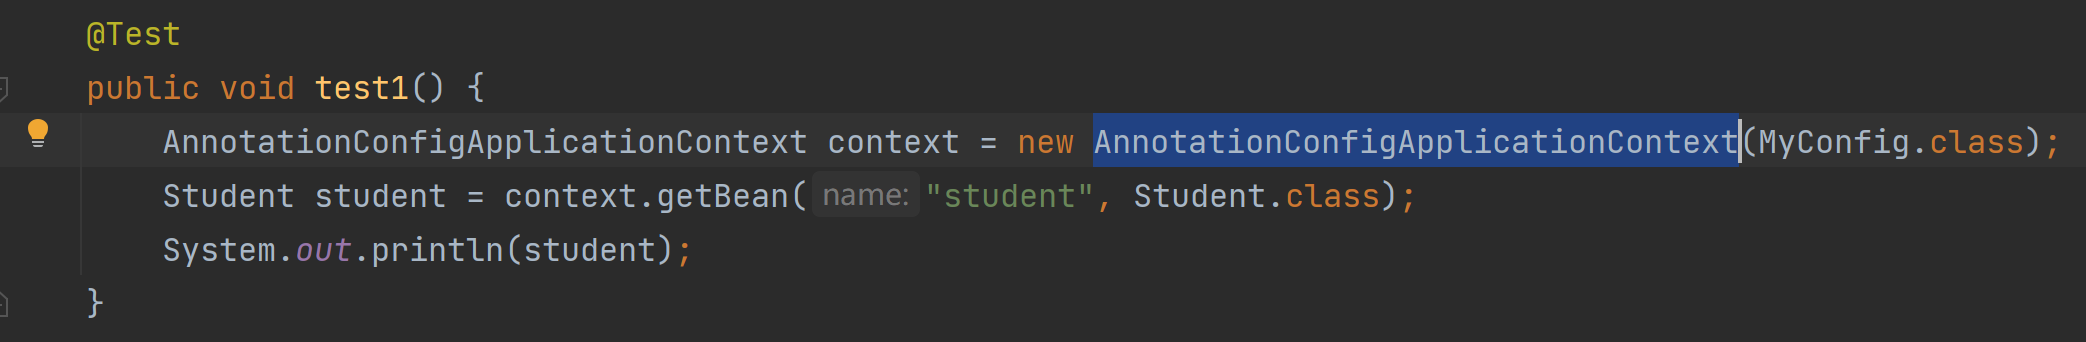 @Test
public void test1() {
AnnotationConfigApplicationContext context = new AnnotationConfigApplicationContext(MyConfig.class);
Student student = context.getBean( name: "student", Student.class);
System.out.println(student);
}